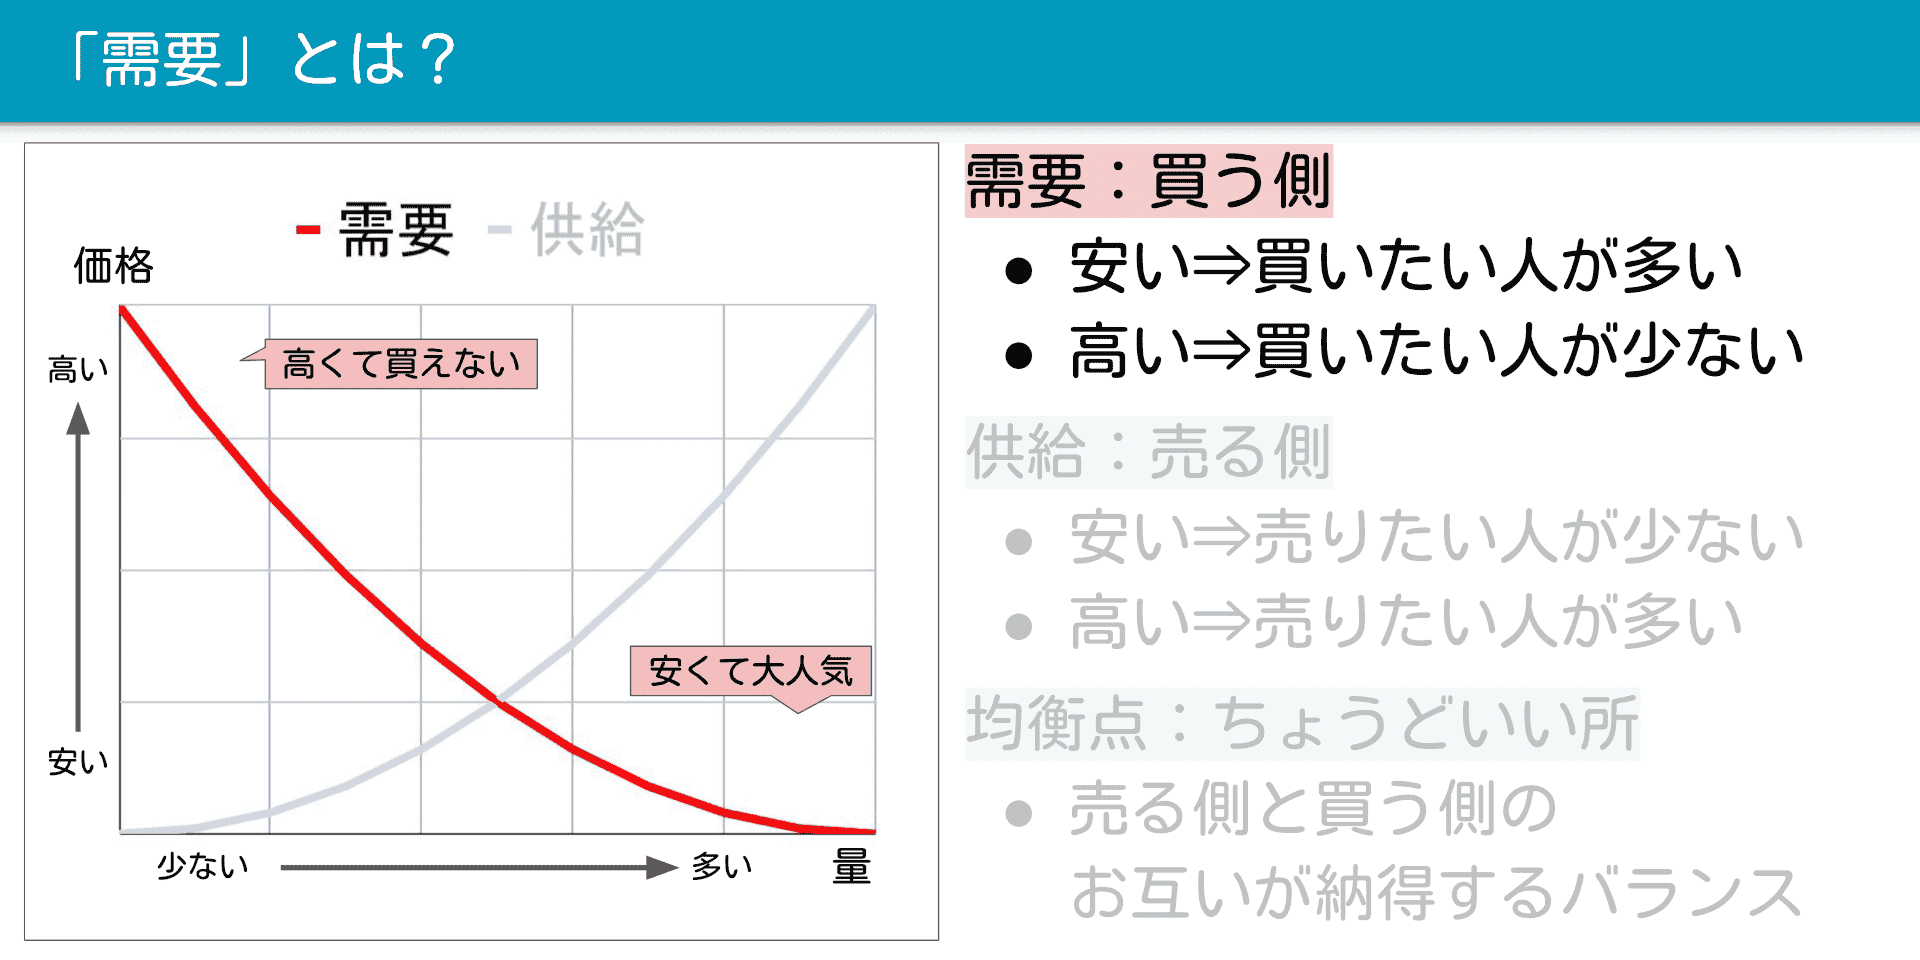 「需要」とは？
需要 供給
価格
高い
高くて買えない
安くて大人気
安い
少ない
多い
量
需要：買う側
● 安い⇒買いたい人が多い
● 高い⇒買いたい人が少ない
供給：売る側
● 安い⇒売りたい人が少ない
● 高い⇒売りたい人が多い
均衡点：ちょうどいい所
● 売る側と買う側の
お互いが納得するバランス